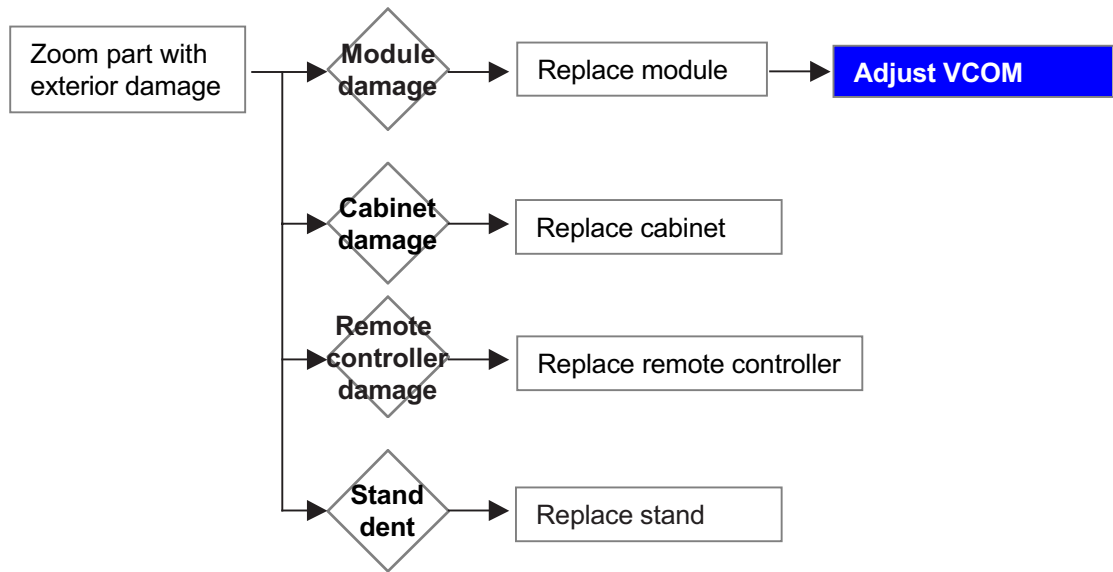 Zoom part with
exterior damage
Module
damage
Replace module
Adjust VCOM
Cabinet
damage
Replace cabinet
Remote
controller
damage
Replace remote controller
Stand
dent
Replace stand